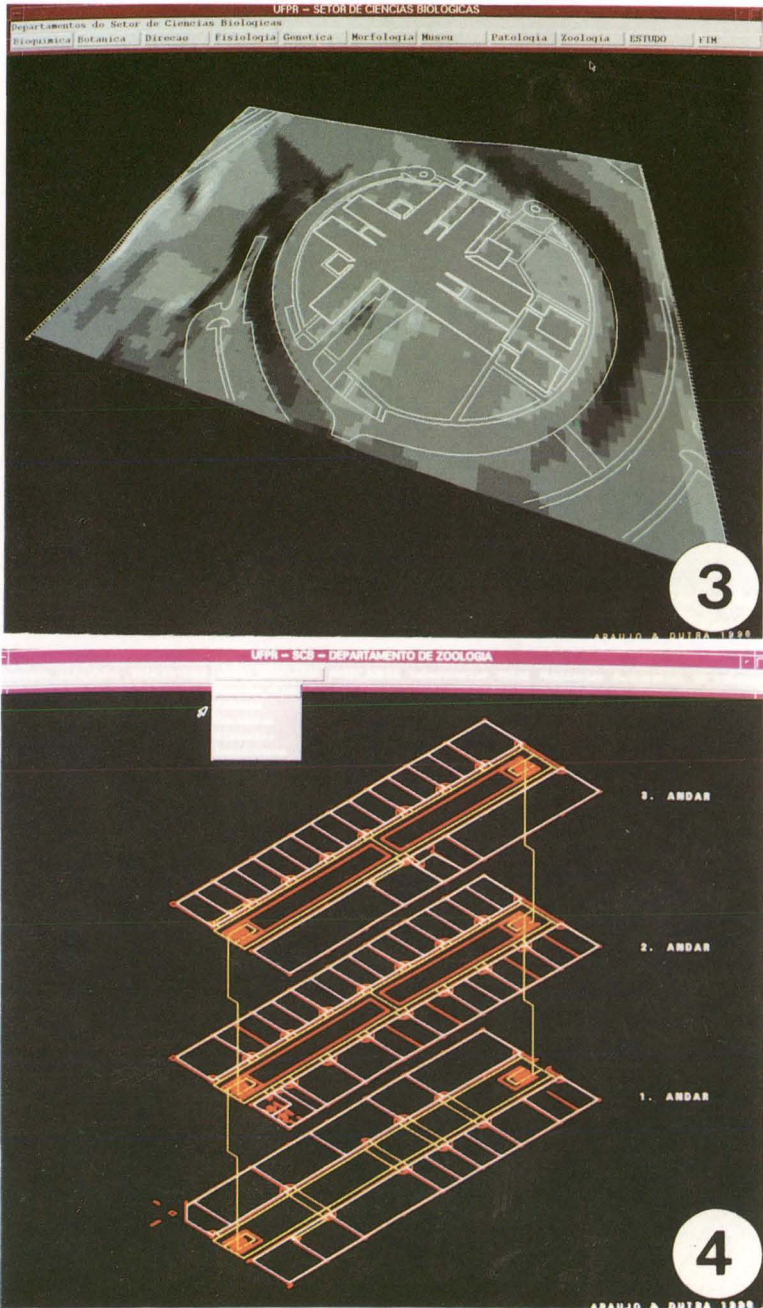 UFPR – SETOR DE CIENCIAS BIOLOGICAS
Departamentos do Setor de Ciencias Biologicas
Bioquimica Botanica Direcao Fisiologia Genetica Morfologia Museu Patologia Zoologia ESTUDO FIM
3
ARAUJO & DUTRA 1998
UFPR – SCB – DEPARTAMENTO DE ZOOLOGIA
3. ANDAR
2. ANDAR
1. ANDAR
4
ARAUJO & DUTRA 1998